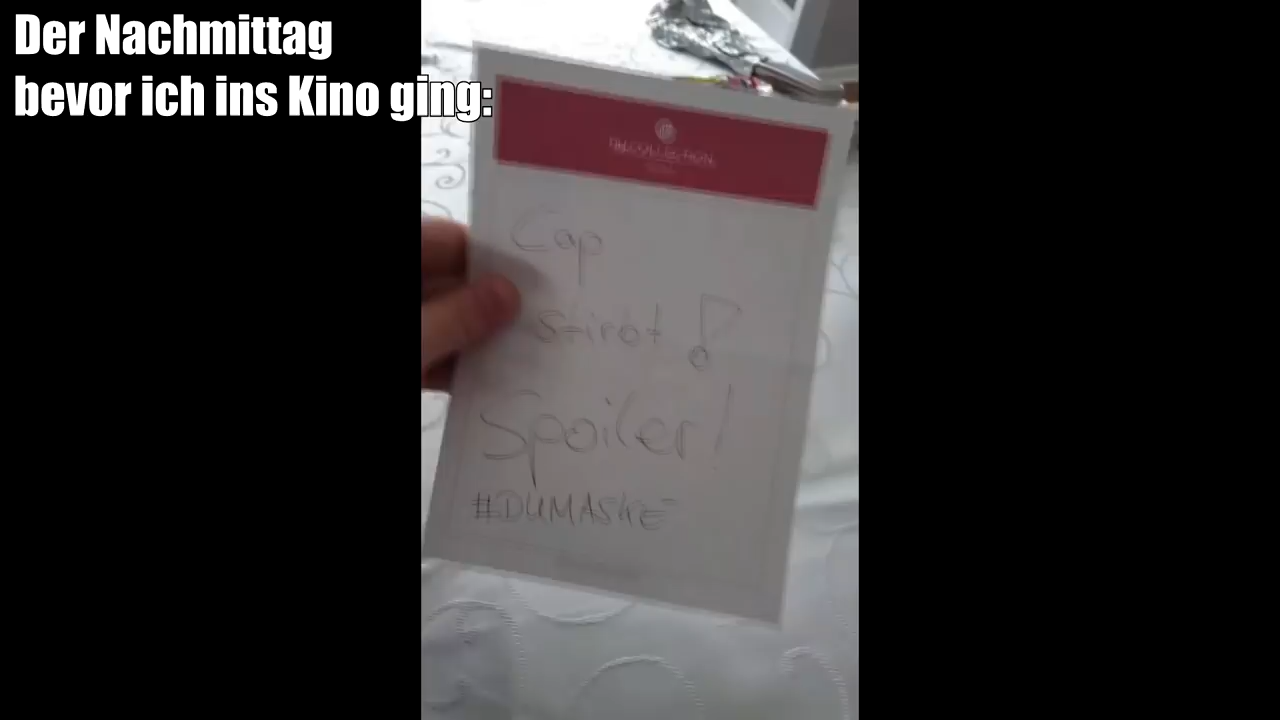 Der Nachmittag
bevor ich ins Kino ging:
Cap
stirbt!
Spoiler!
#DUMASKE